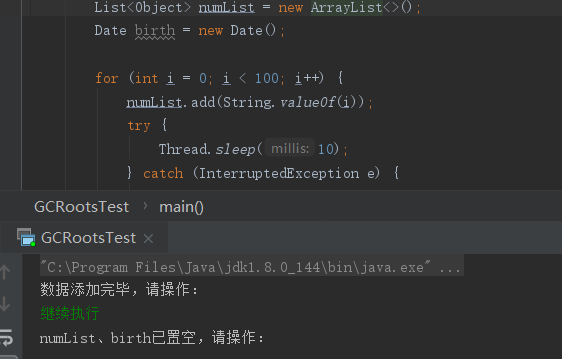 List<Object> numList = new ArrayList<>();
Date birth = new Date();
for (int i = 0; i < 100; i++) {
numList.add(String.valueOf(i));
try {
Thread.sleep( millis: 10);
} catch (InterruptedException e) {
GCRootsTest › main()
GCRootsTest ×
"C:\Program Files\Java\jdk1.8.0_144\bin\java.exe" ...
数据添加完毕，请操作：
继续执行
numList、birth已置空，请操作：